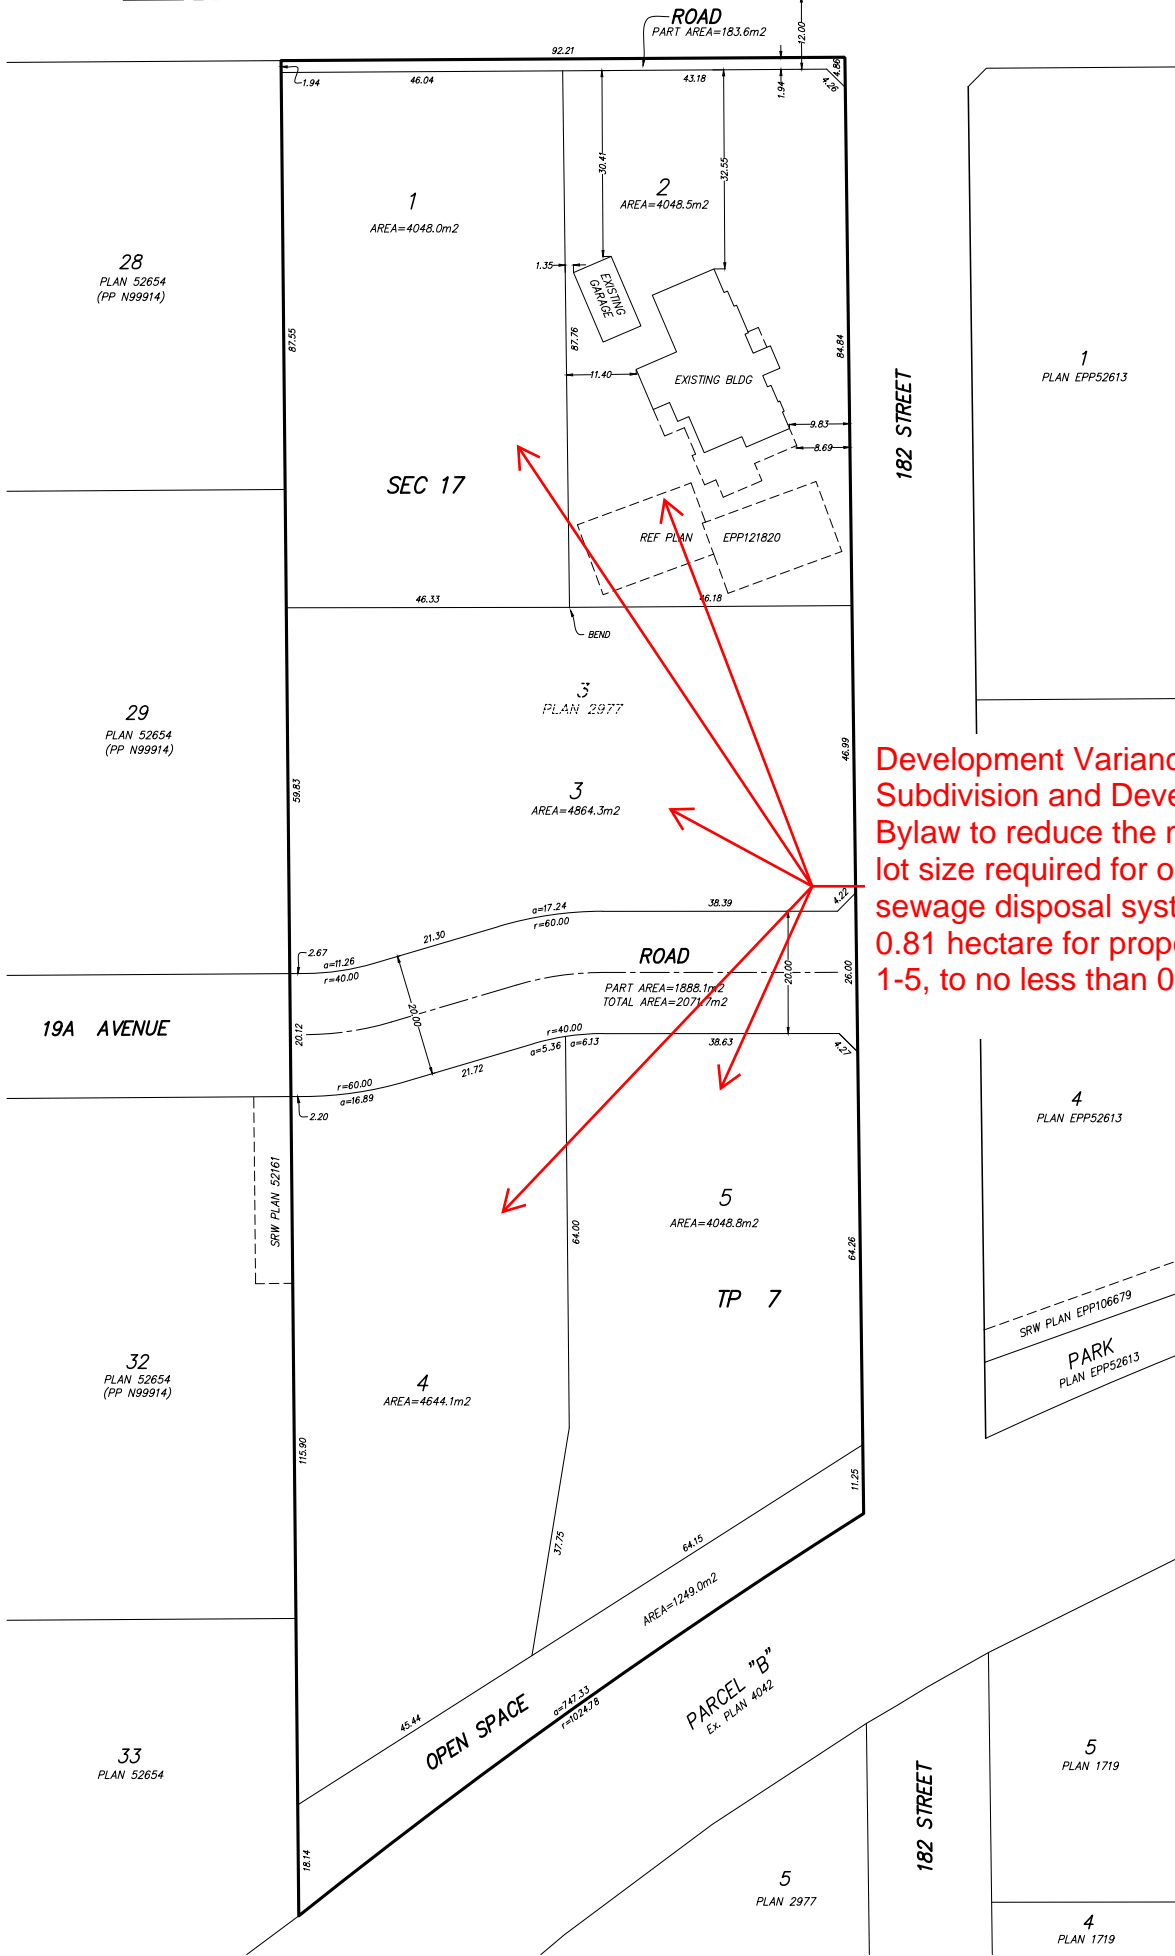 ROAD
PART AREA=183.6m2
12.00
92.21
1.94
46.04
43.18
1.94
4.86
4.26
30.41
32.55
1
AREA=4048.0m2
2
AREA=4048.5m2
28
PLAN 52654
(PP N99914)
1.35
EXISTING
GARAGE
87.55
87.76
84.84
1
PLAN EPP52613
11.40
EXISTING BLDG
182 STREET
9.83
8.69
SEC 17
REF PLAN EPP121820
46.33
46.18
BEND
3
PLAN 2977
29
PLAN 52654
(PP N99914)
46.99
59.83
3
AREA=4864.3m2
Development Varianc
Subdivision and Deve
Bylaw to reduce the
lot size required for o
sewage disposal syst
0.81 hectare for prop
1-5, to no less than 0
4.22
a=17.24
r=60.00
38.39
21.30
2.67
a=11.26
r=40.00
ROAD
PART AREA=1888.1m2
TOTAL AREA=2071.7m2
20.00
20.00
26.00
19A AVENUE
20.12
r=40.00
a=5.36 a=6.13
38.63
4.27
21.72
r=60.00
a=16.89
2.20
4
PLAN EPP52613
SRW PLAN 52161
5
AREA=4048.8m2
64.00
64.26
TP 7
SRW PLAN EPP106679
PARK
PLAN EPP52613
32
PLAN 52654
(PP N99914)
4
AREA=4644.1m2
115.90
11.25
37.75
64.15
AREA=1249.0m2
45.44
OPEN SPACE
a=747.33
r=1024.78
PARCEL "B"
Ex. PLAN 4042
33
PLAN 52654
5
PLAN 1719
182 STREET
18.14
5
PLAN 2977
4
PLAN 1719